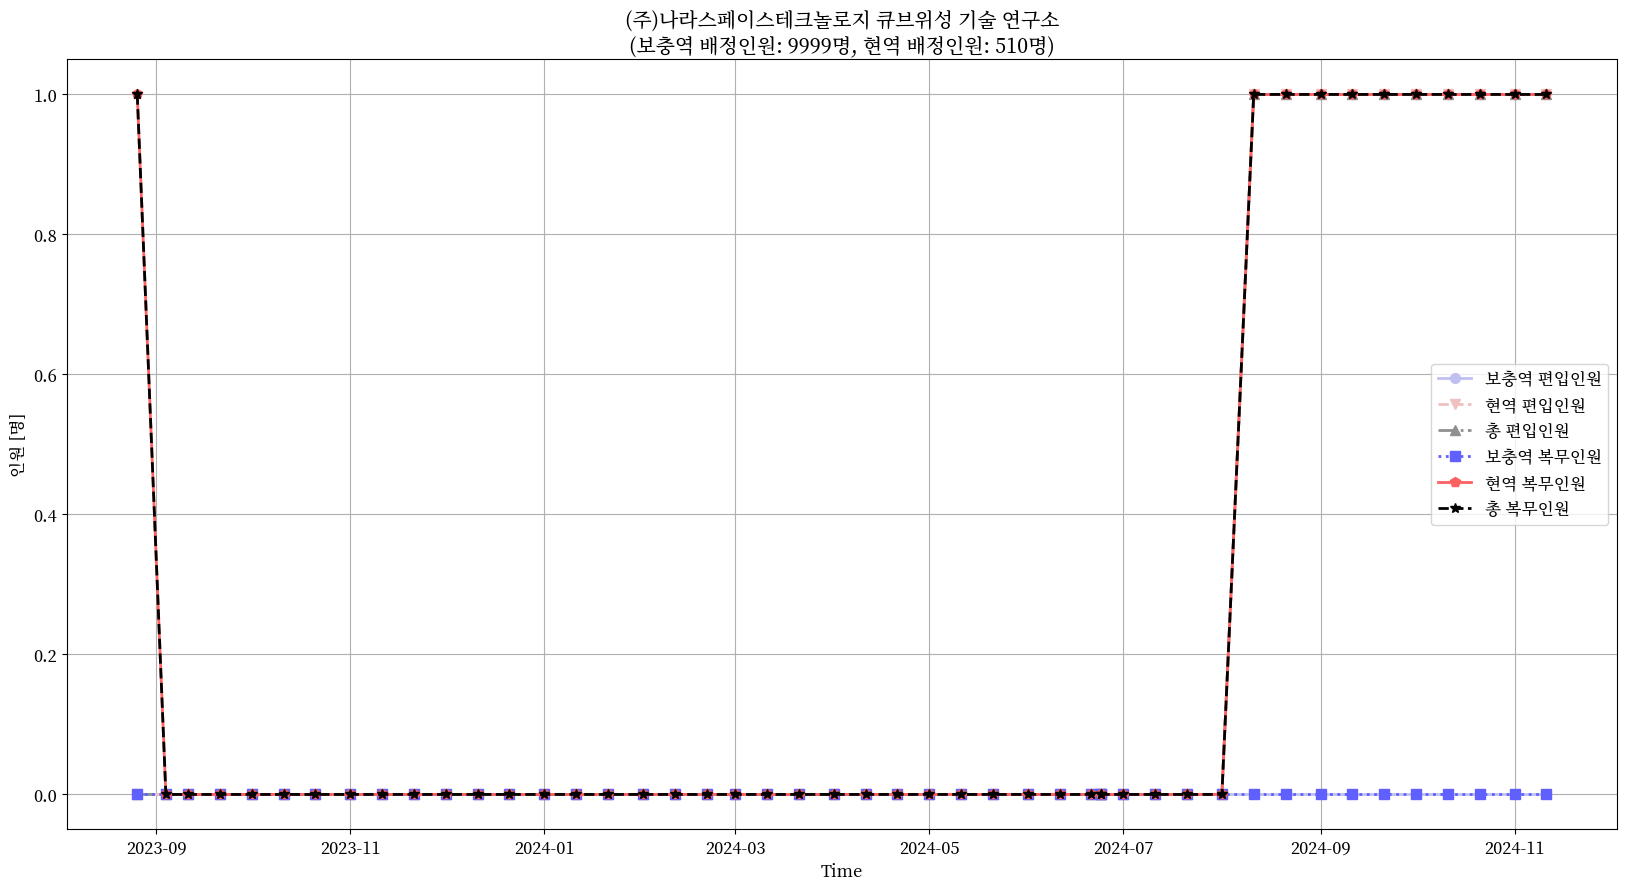 (주)나라스페이스테크놀로지 큐브위성 기술 연구소
(보충역 배정인원: 9999명, 현역 배정인원: 510명)
1.0
0.8
0.6
0.4
0.2
0.0
인원 [명]
보충역 편입인원
현역 편입인원
총 편입인원
보충역 복무인원
현역 복무인원
총 복무인원
2023-09
2023-11
2024-01
2024-03
2024-05
2024-07
2024-09
2024-11
Time